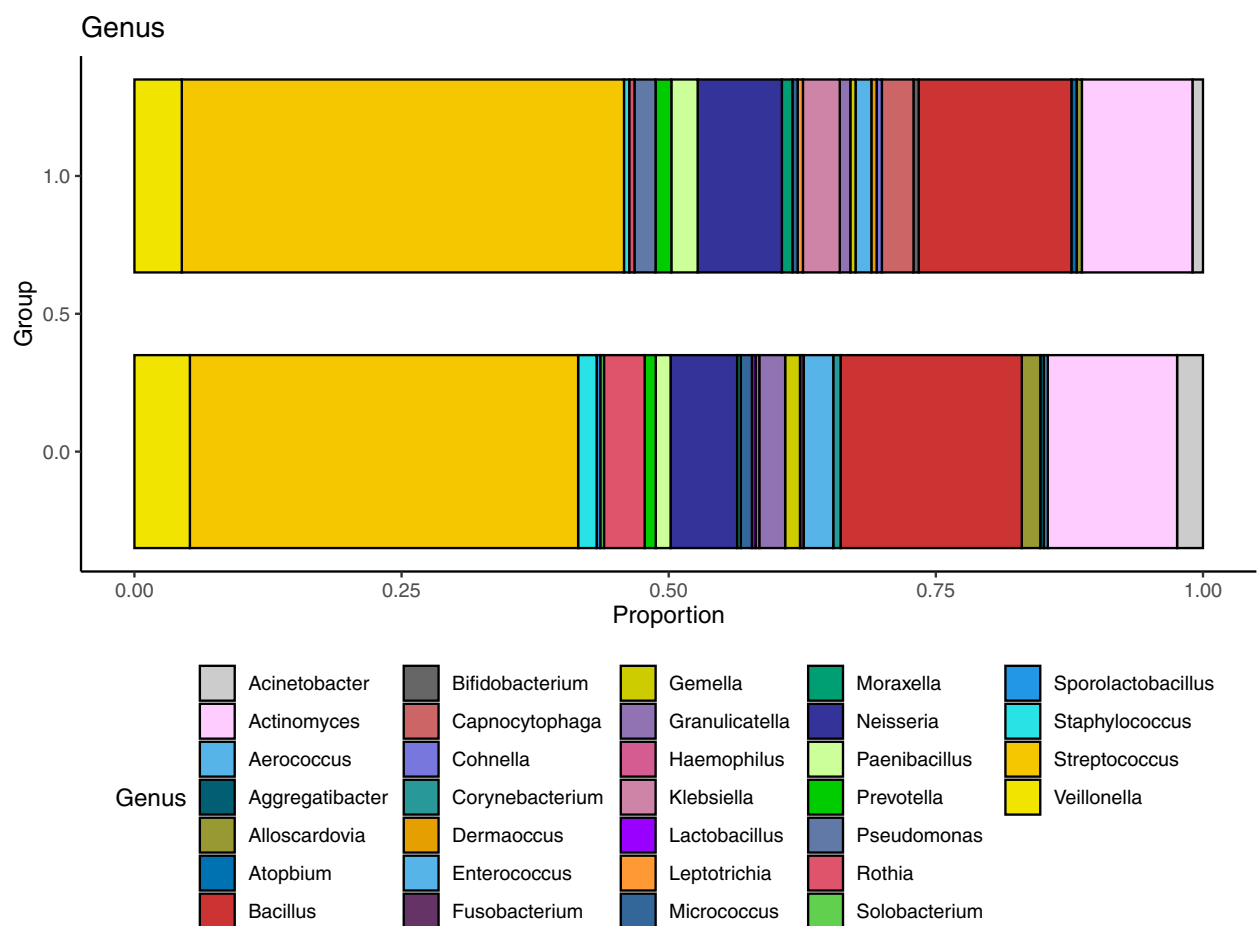 Genus
1.0
0.5
0.0
Group
0.00 0.25 0.50 0.75 1.00
Proportion
Genus
Acinetobacter
Actinomyces
Aerococcus
Aggregatibacter
Alloscardovia
Atopbium
Bacillus
Bifidobacterium
Capnocytophaga
Cohnella
Corynebacterium
Dermaoccus
Enterococcus
Fusobacterium
Gemella
Granulicatella
Haemophilus
Klebsiella
Lactobacillus
Leptotrichia
Micrococcus
Moraxella
Neisseria
Paenibacillus
Prevotella
Pseudomonas
Rothia
Solobacterium
Sporolactobacillus
Staphylococcus
Streptococcus
Veillonella